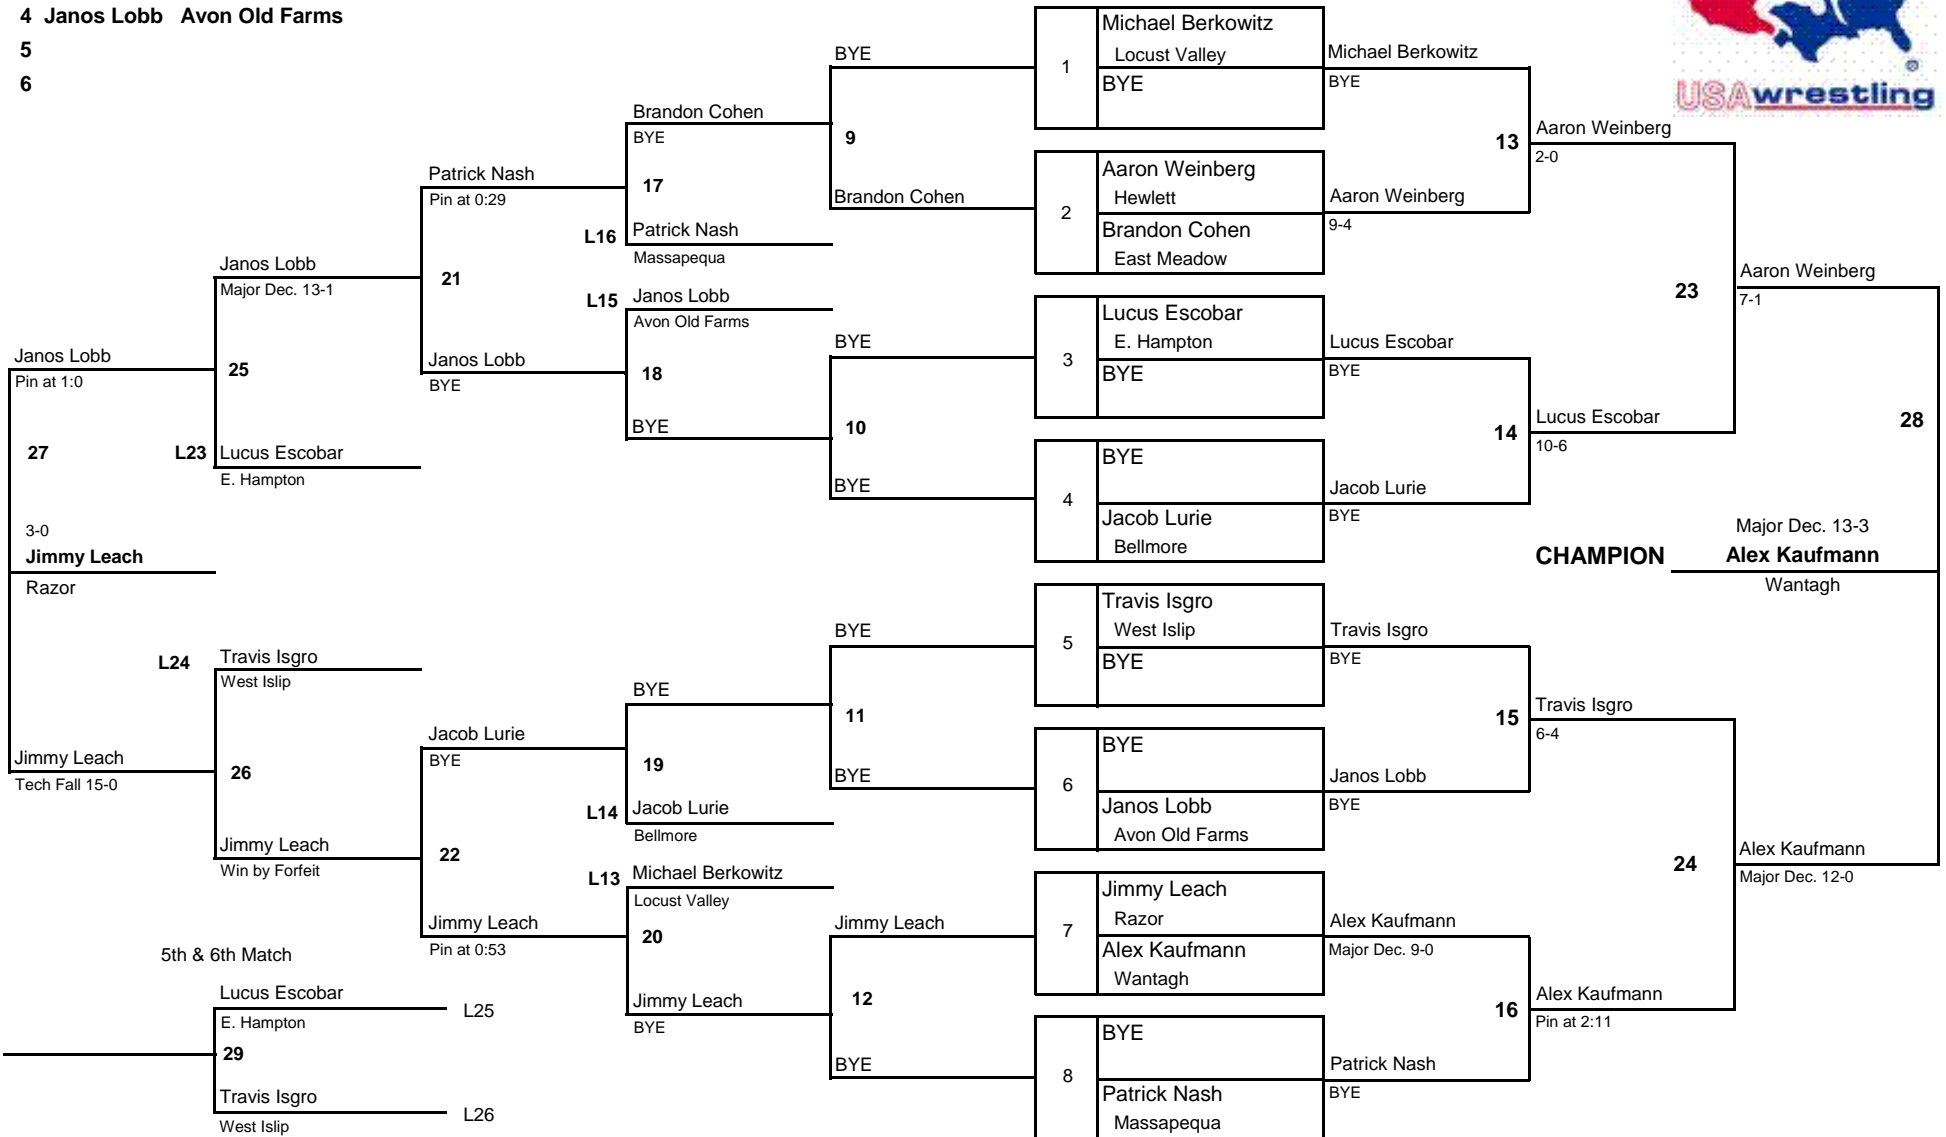 4 Janos Lobb Avon Old Farms
5
6
USAwrestling
BYE
9
Brandon Cohen
BYE
10
BYE
BYE
11
BYE
Jimmy Leach
12
BYE
Brandon Cohen
BYE
17
L16 Patrick Nash
Massapequa
L15 Janos Lobb
Avon Old Farms
18
BYE
BYE
19
L14 Jacob Lurie
Bellmore
L13 Michael Berkowitz
Locust Valley
20
Jimmy Leach
BYE
Patrick Nash
Pin at 0:29
21
Janos Lobb
BYE
Jacob Lurie
BYE
22
Jimmy Leach
Pin at 0:53
Janos Lobb
Major Dec. 13-1
25
L23 Lucus Escobar
E. Hampton
L24 Travis Isgro
West Islip
26
Jimmy Leach
Win by Forfeit
Janos Lobb
Pin at 1:0
27
3-0
Jimmy Leach
Razor
Jimmy Leach
Tech Fall 15-0
5th & 6th Match
Lucus Escobar
L25
E. Hampton
29
Travis Isgro
L26
West Islip
1
Michael Berkowitz
Locust Valley
BYE
2
Aaron Weinberg
Hewlett
Brandon Cohen
East Meadow
3
Lucus Escobar
E. Hampton
BYE
4
BYE
Jacob Lurie
Bellmore
5
Travis Isgro
West Islip
BYE
6
BYE
Janos Lobb
Avon Old Farms
7
Jimmy Leach
Razor
Alex Kaufmann
Wantagh
8
BYE
Patrick Nash
Massapequa
Michael Berkowitz
BYE
13
Aaron Weinberg
9-4
Lucus Escobar
BYE
14
Jacob Lurie
BYE
Travis Isgro
BYE
15
Janos Lobb
BYE
Alex Kaufmann
Major Dec. 9-0
16
Patrick Nash
BYE
Aaron Weinberg
2-0
23
Lucus Escobar
10-6
Travis Isgro
6-4
24
Alex Kaufmann
Pin at 2:11
Aaron Weinberg
7-1
28
Major Dec. 13-3
CHAMPION Alex Kaufmann
Wantagh
Alex Kaufmann
Major Dec. 12-0